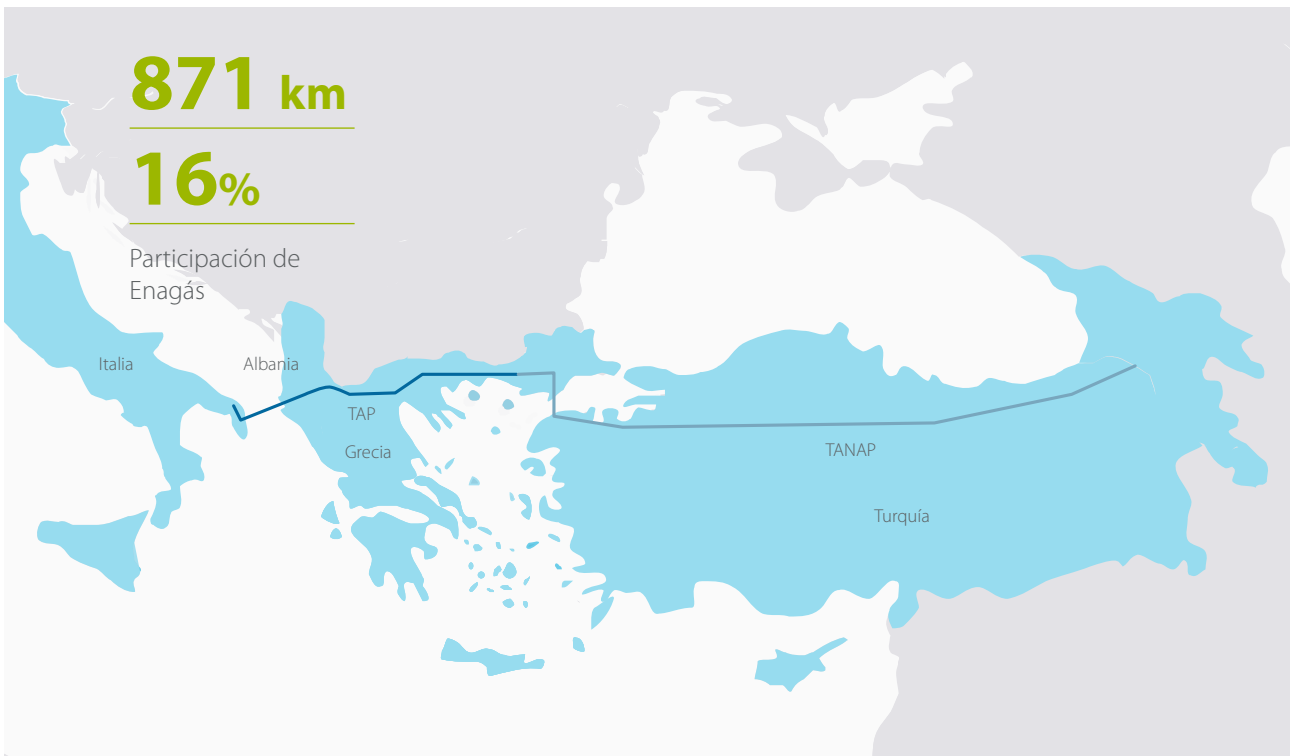 871 km
16%
Participación de
Enagás
Italia
Albania
TAP
Grecia
TANAP
Turquía